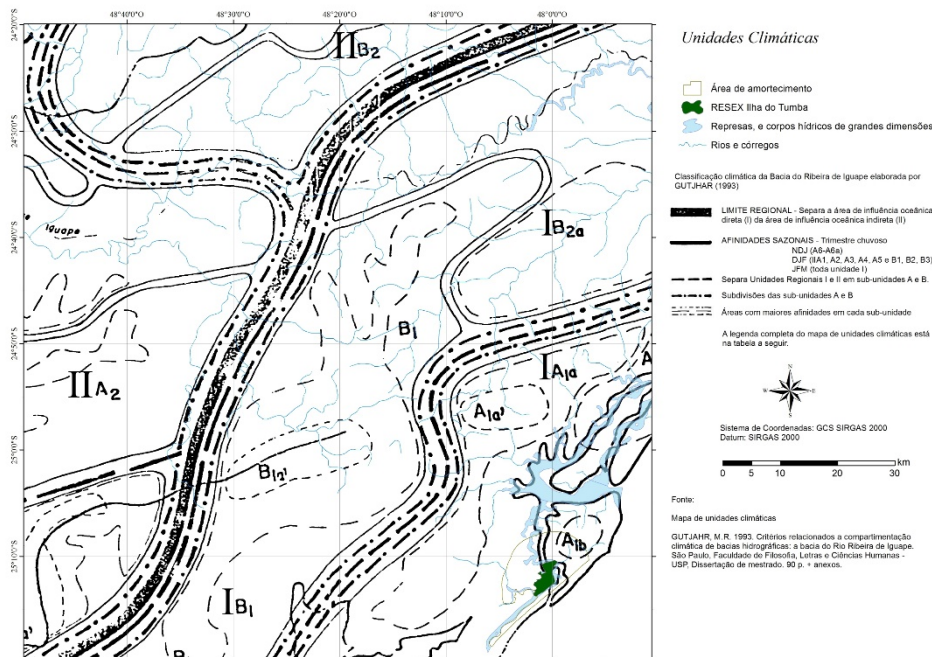 48°40'0"O
48°30'0"O
48°20'0"O
48°10'0"O
48°00'0"O
24°20'0"S
24°30'0"S
24°40'0"S
24°50'0"S
25°00'0"S
25°10'0"S
IIB2
Iguape
IB2a
B1
IA1a
A
IIA2
A1a'
B1
A1b
IB1
a'
Unidades Climáticas
Área de amortecimento
RESEX Ilha do Tumba
Represas, e corpos hídricos de grandes dimensões
Rios e córregos
Classificação climática da Bacia do Ribeira de Iguape elaborada por
GUTJHAR (1993)
LIMITE REGIONAL - Separa a área de influência oceânica
direta (I) da área de influência oceânica indireta (II)
AFINIDADES SAZONAIS - Trimestre chuvoso
NDJ (A6-A6a)
DJF (IIA1, A2, A3, A4, A5 e B1, B2, B3)
JFM (toda unidade I)
Separa Unidades Regionais I e II em sub-unidades A e B.
Subdivisões das sub-unidades A e B
Áreas com maiores afinidades em cada sub-unidade
A legenda completa do mapa de unidades climáticas está
na tabela a seguir.
N
W
E
S
Sistema de Coordenadas: GCS SIRGAS 2000
Datum: SIRGAS 2000
km
0 5 10 20 30
Fonte:
Mapa de unidades climáticas
GUTJAHR, M.R. 1993. Critérios relacionados a compartimentação
climática de bacias hidrográficas: a bacia do Rio Ribeira de Iguape.
São Paulo, Faculdade de Filosofia, Letras e Ciências Humanas -
USP, Dissertação de mestrado. 90 p. + anexos.